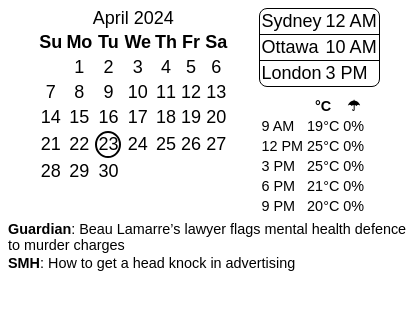 April 2024
Su Mo Tu We Th Fr Sa
1 2 3 4 5 6
7 8 9 10 11 12 13
14 15 16 17 18 19 20
21 22 23 24 25 26 27
28 29 30
Sydney 12 AM
Ottawa 10 AM
London 3 PM
°C ☂
9 AM 19°C 0%
12 PM 25°C 0%
3 PM 25°C 0%
6 PM 21°C 0%
9 PM 20°C 0%
Guardian: Beau Lamarre’s lawyer flags mental health defence
to murder charges
SMH: How to get a head knock in advertising